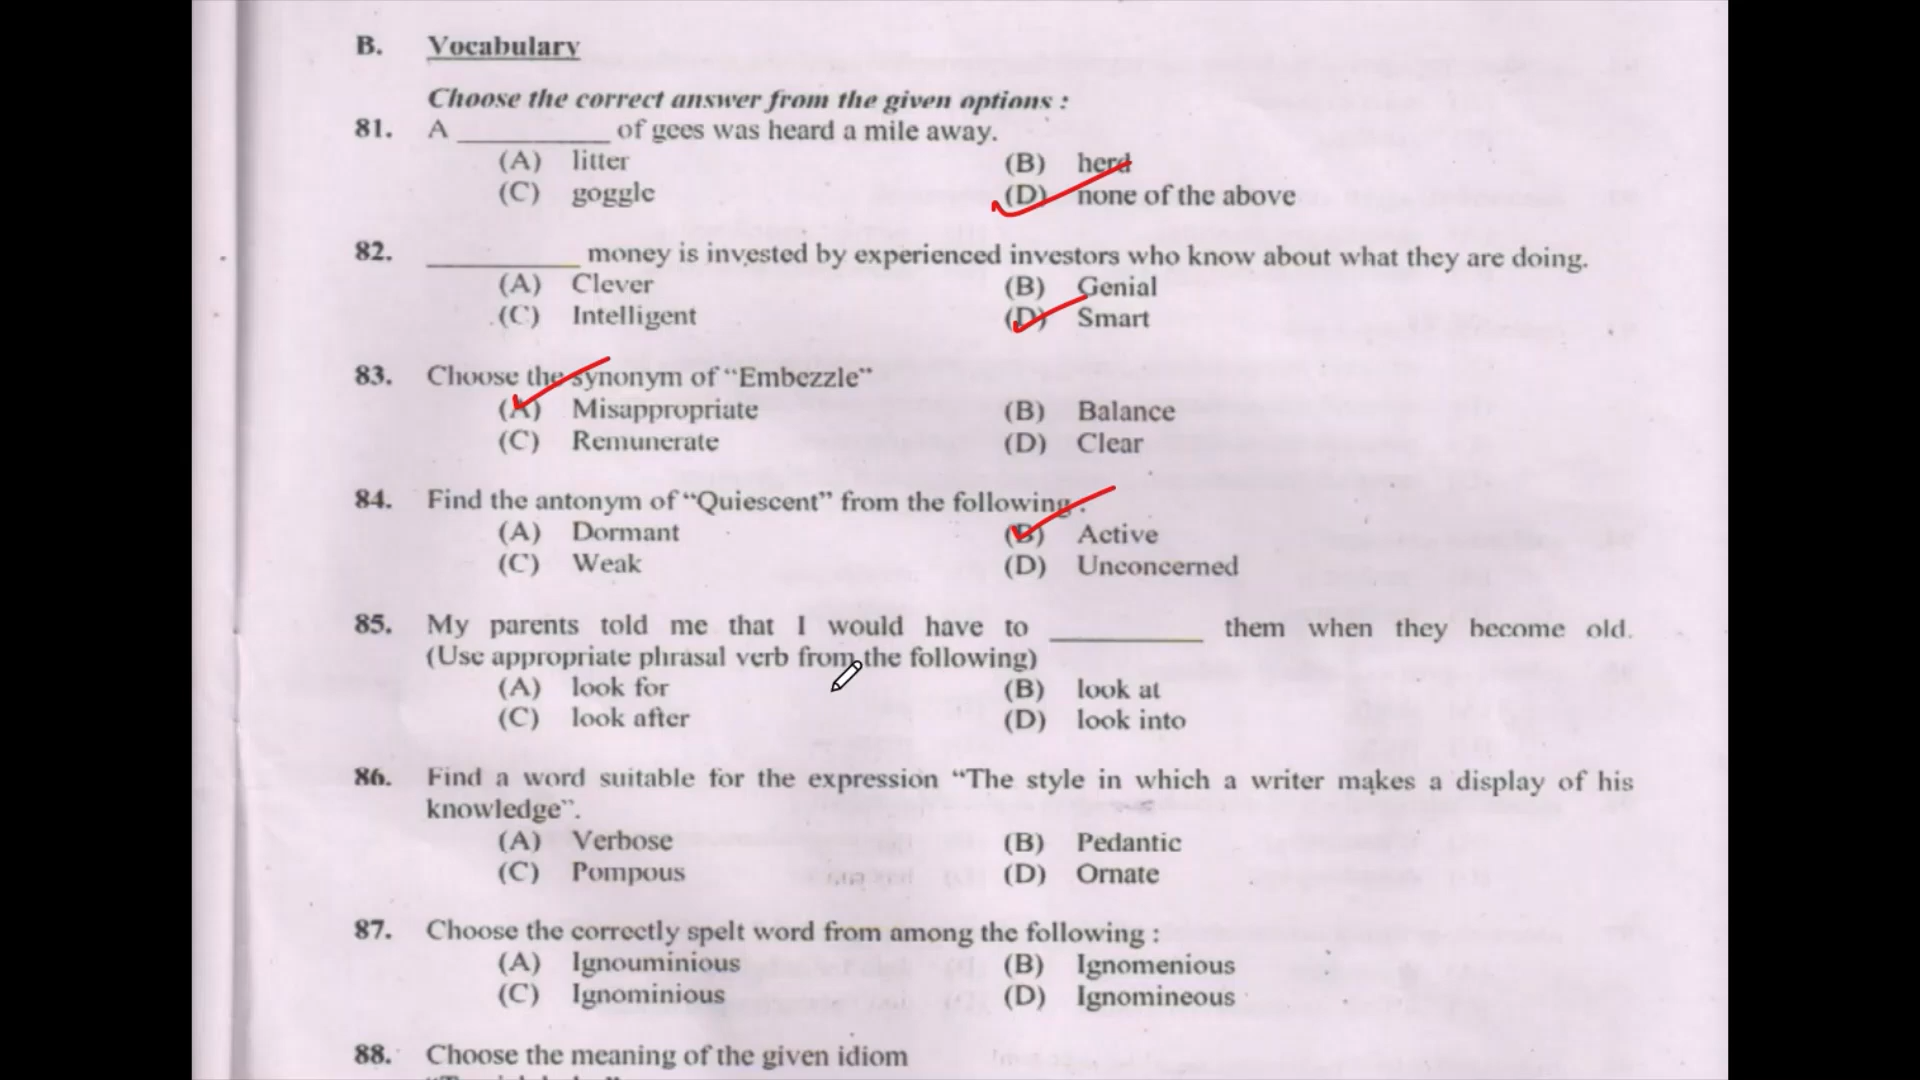 B. Vocabulary
Choose the correct answer from the given options :
81. A __________ of gees was heard a mile away.
(A) litter (B) herd
(C) goggle (D) none of the above
82. __________ money is invested by experienced investors who know about what they are doing.
(A) Clever (B) Genial
(C) Intelligent (D) Smart
83. Choose the synonym of “Embezzle”
(A) Misappropriate (B) Balance
(C) Remunerate (D) Clear
84. Find the antonym of “Quiescent” from the following :
(A) Dormant (B) Active
(C) Weak (D) Unconcerned
85. My parents told me that I would have to __________ them when they become old.
(Use appropriate phrasal verb from the following)
(A) look for (B) look at
(C) look after (D) look into
86. Find a word suitable for the expression “The style in which a writer makes a display of his
knowledge”.
(A) Verbose (B) Pedantic
(C) Pompous (D) Ornate
87. Choose the correctly spelt word from among the following :
(A) Ignouminious (B) Ignomenious
(C) Ignominious (D) Ignomineous
88. Choose the meaning of the given idiom